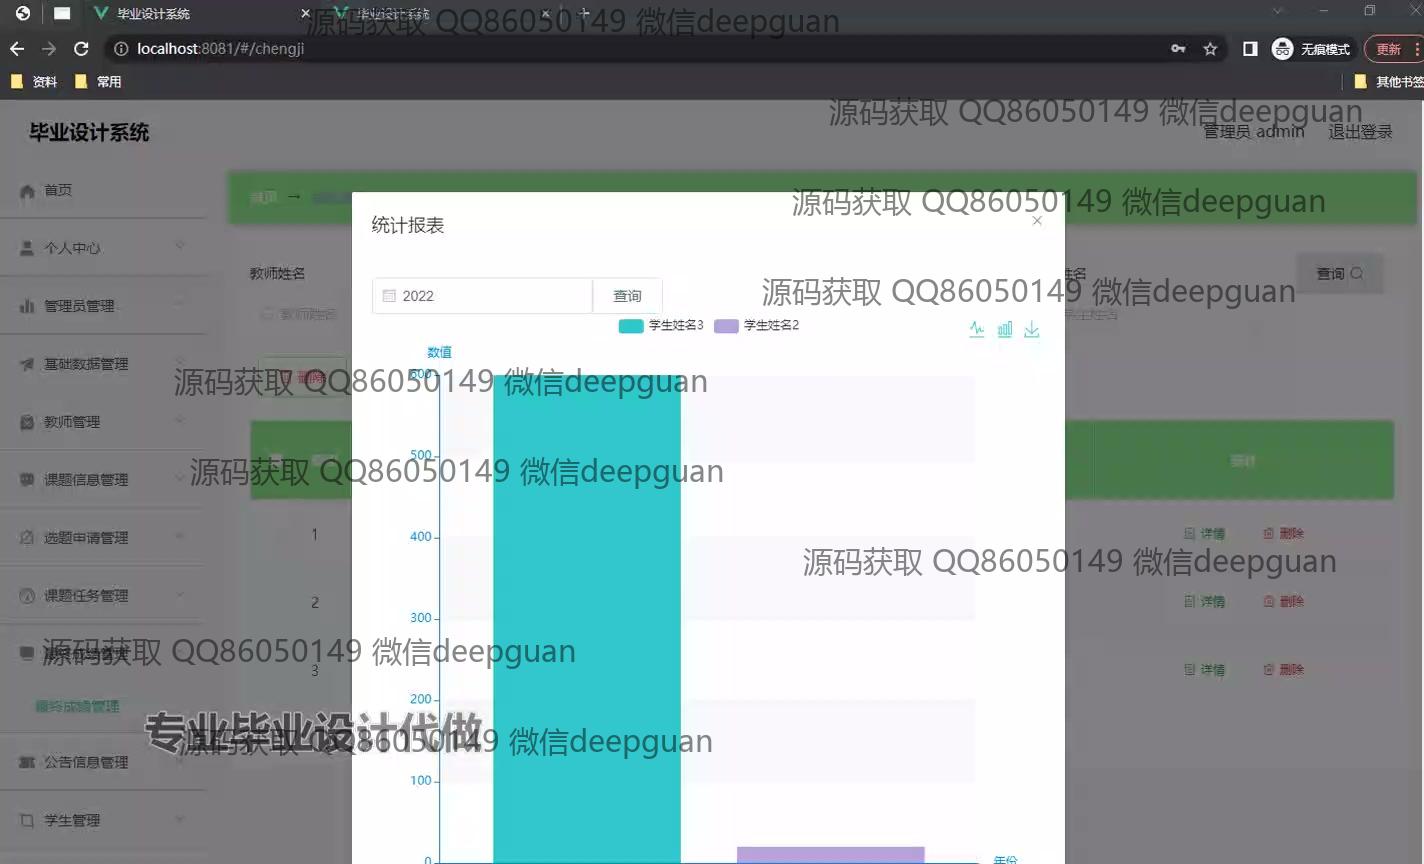 毕业设计系统
毕业设计系统
源码获取 QQ86050149 微信deepguan
localhost:8081/#/chengji
无痕模式
更新
资料
常用
其他书签
源码获取 QQ86050149 微信deepguan
毕业设计系统
管理员 admin
退出登录
首页
首页 →
源码获取 QQ86050149 微信deepguan
统计报表
个人中心
教师姓名
查询
2022
查询
源码获取 QQ86050149 微信deepguan
管理员管理
教师姓名
学生姓名3
学生姓名2
数值
基础数据管理
删除
600
源码获取 QQ86050149 微信deepguan
教师管理
500
源码获取 QQ86050149 微信deepguan
课题信息管理
1
400
详情
删除
选题申请管理
源码获取 QQ86050149 微信deepguan
课题任务管理
2
300
详情
删除
源码获取 QQ86050149 微信deepguan
3
详情
删除
最终成绩管理
200
专业毕业设计代做
源码获取 QQ86050149 微信deepguan
公告信息管理
100
学生管理
0
年份